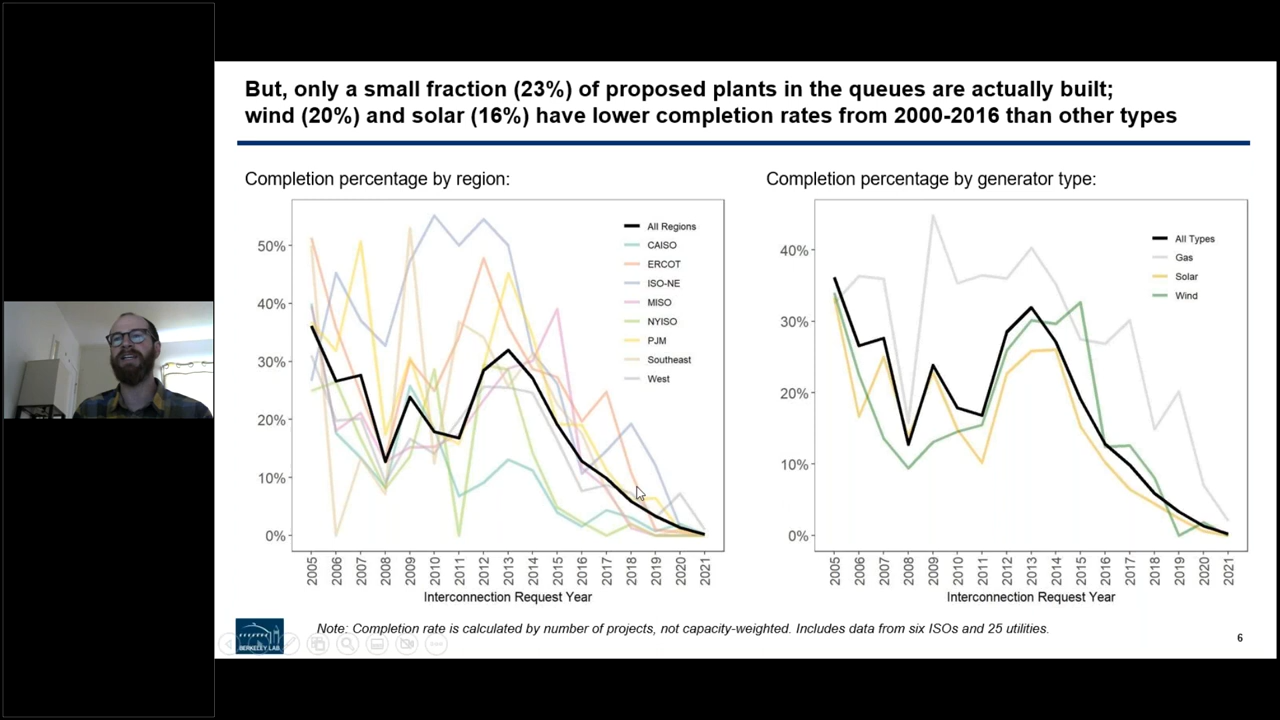 But, only a small fraction (23%) of proposed plants in the queues are actually built;
wind (20%) and solar (16%) have lower completion rates from 2000-2016 than other types
Completion percentage by region:
50%
40%
30%
20%
10%
0%
All Regions
CAISO
ERCOT
ISO-NE
MISO
NYISO
PJM
Southeast
West
2005
2006
2007
2008
2009
2010
2011
2012
2013
2014
2015
2016
2017
2018
2019
2020
2021
Interconnection Request Year
Completion percentage by generator type:
40%
30%
20%
10%
0%
All Types
Gas
Solar
Wind
2005
2006
2007
2008
2009
2010
2011
2012
2013
2014
2015
2016
2017
2018
2019
2020
2021
Interconnection Request Year
BERKELEY LAB
Note: Completion rate is calculated by number of projects, not capacity-weighted. Includes data from six ISOs and 25 utilities.
6